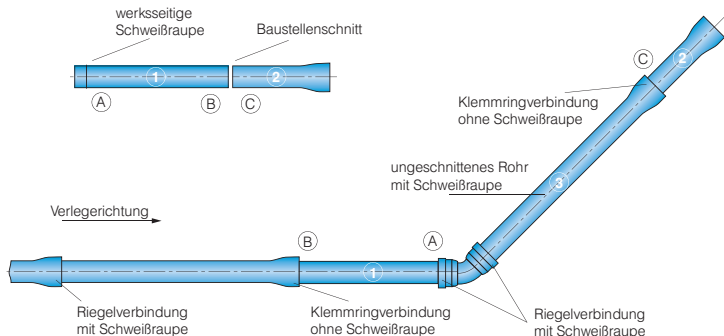 werksseitige
Schweißraupe
Baustellenschnitt
1
2
A
B
C
C
2
Klemmringverbindung
ohne Schweißraupe
ungeschnittenes Rohr
mit Schweißraupe
3
Verlegerichtung
B
A
1
Riegelverbindung
mit Schweißraupe
Klemmringverbindung
ohne Schweißraupe
Riegelverbindung
mit Schweißraupe